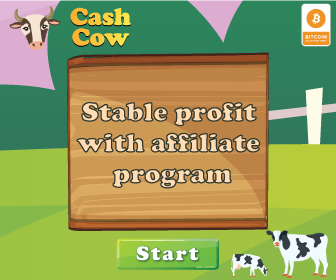 Cash
Cow
BITCOIN
Stable profit
with affiliate
program
Start